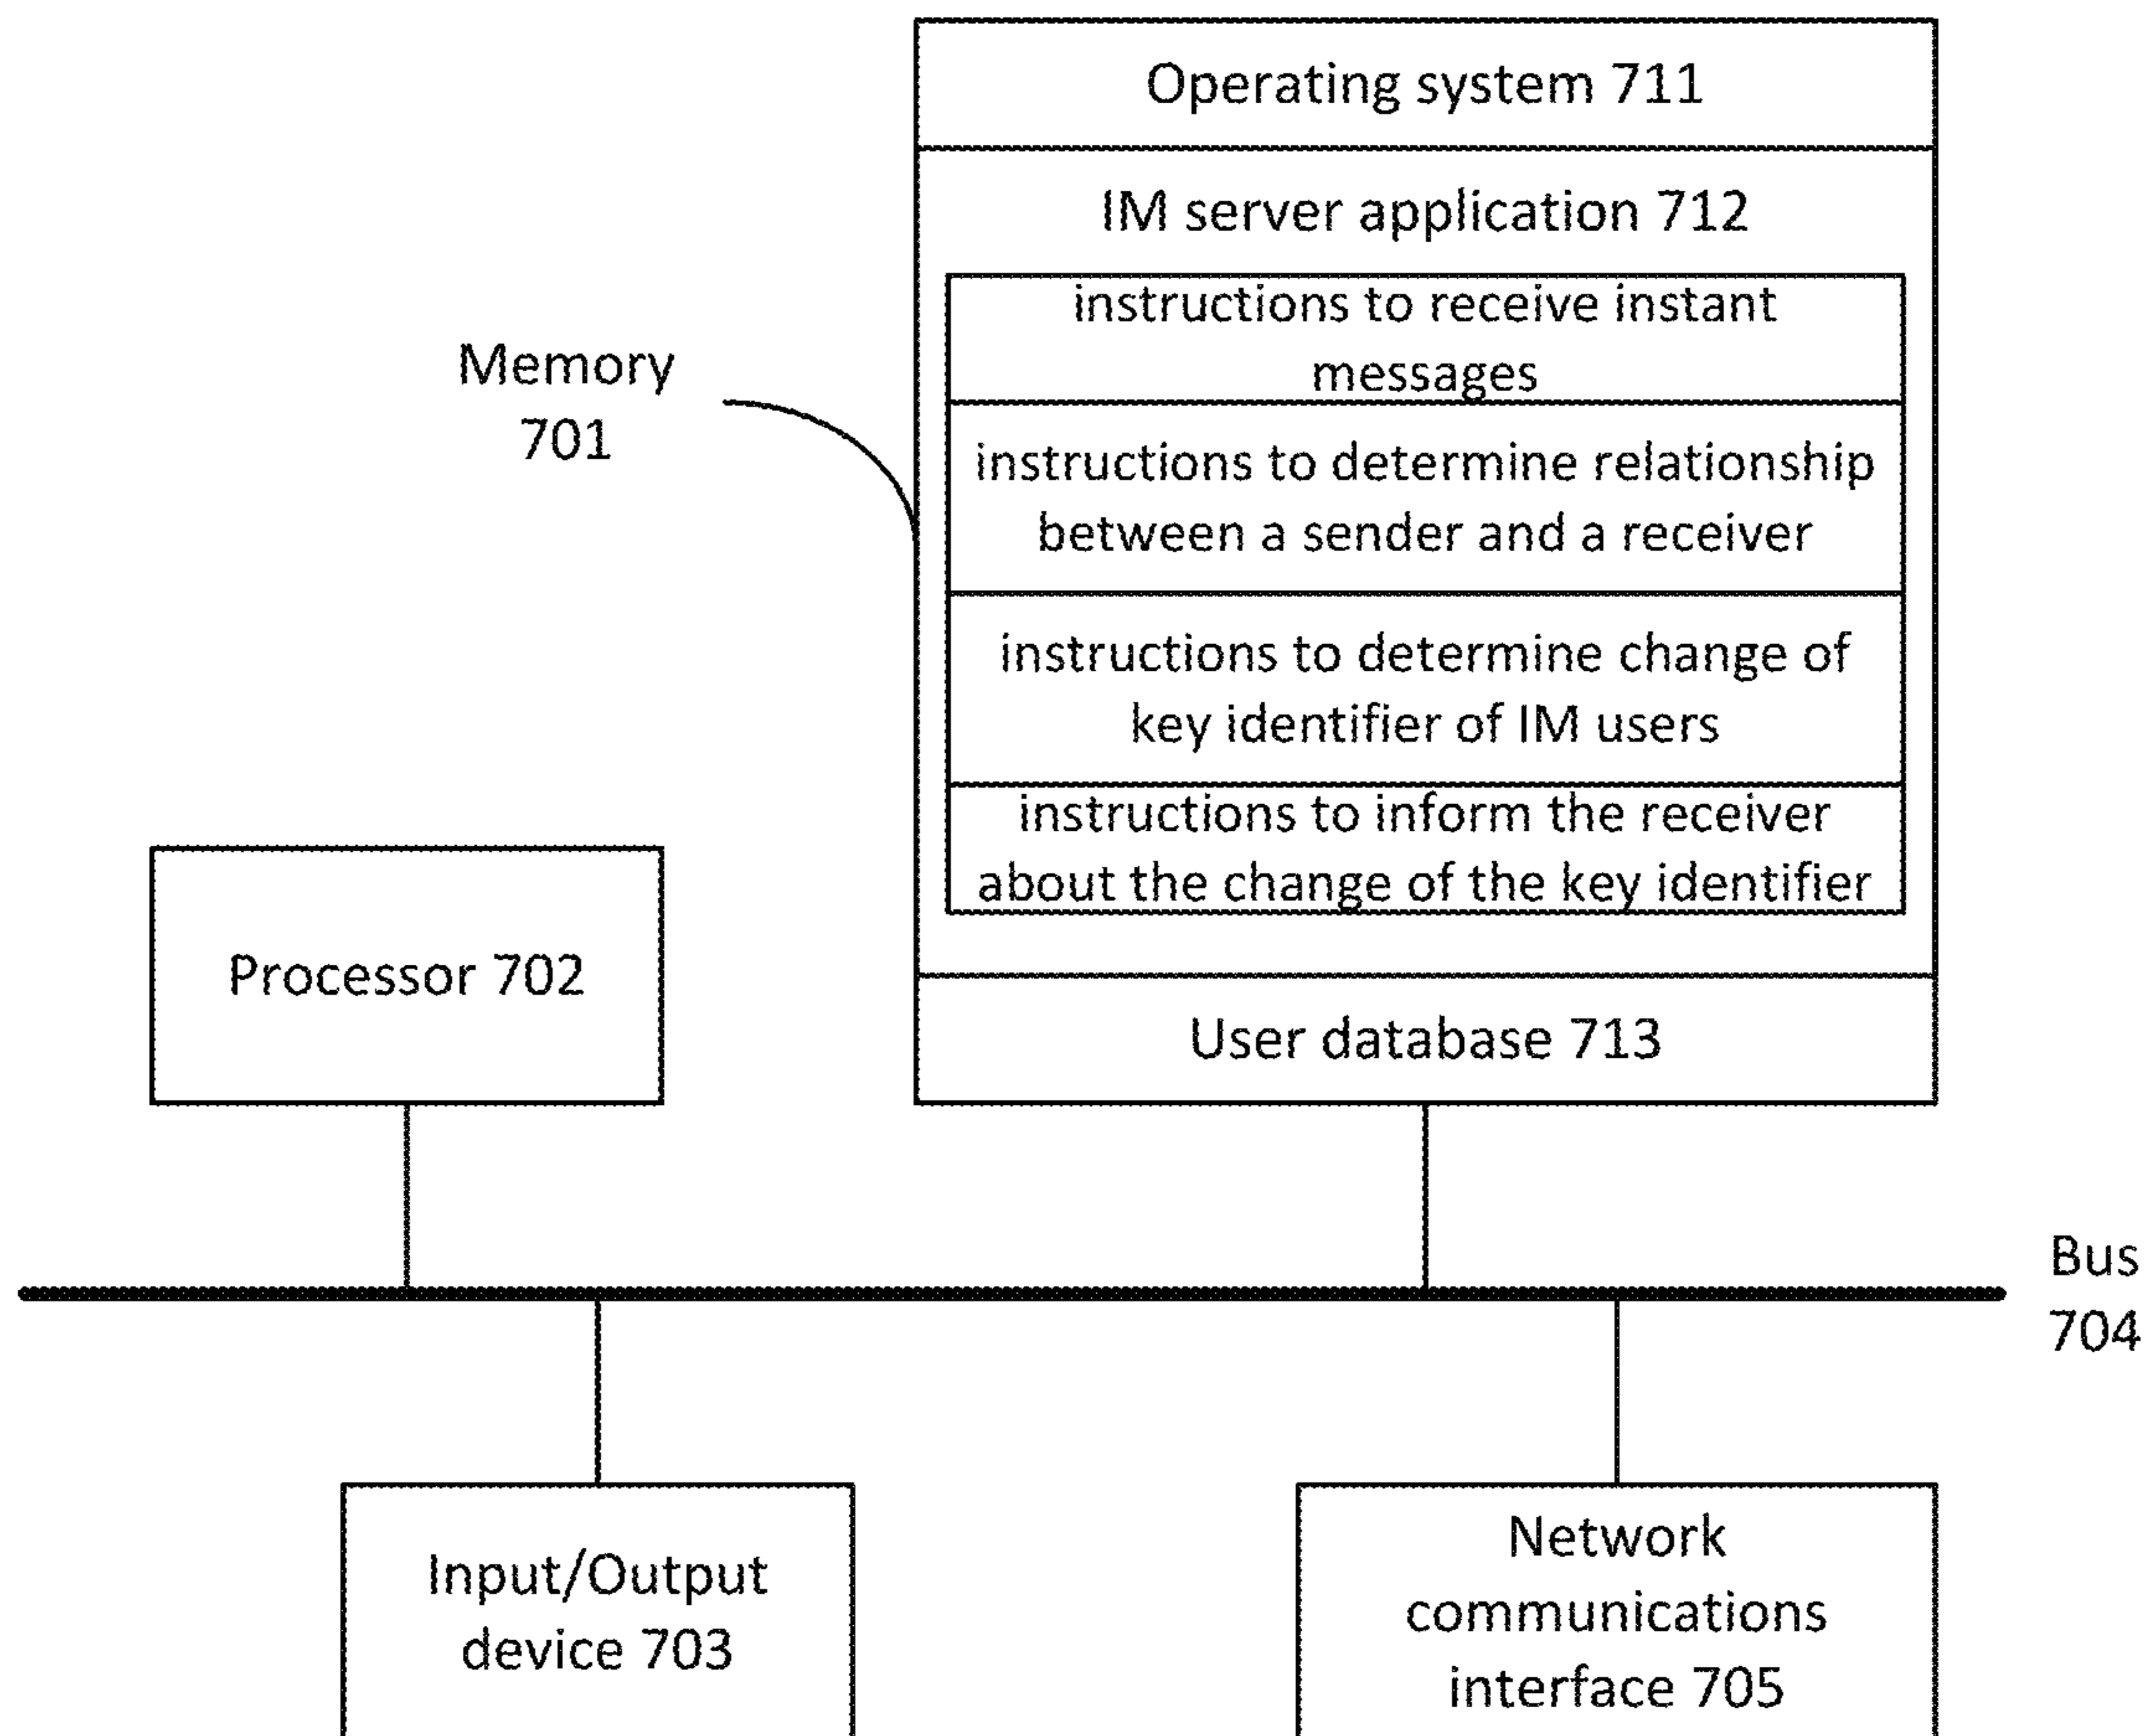 Operating system 711
IM server application 712
instructions to receive instant
messages
instructions to determine relationship
between a sender and a receiver
instructions to determine change of
key identifier of IM users
instructions to inform the receiver
about the change of the key identifier
User database 713
Memory
701
Processor 702
Bus
704
Input/Output
device 703
Network
communications
interface 705